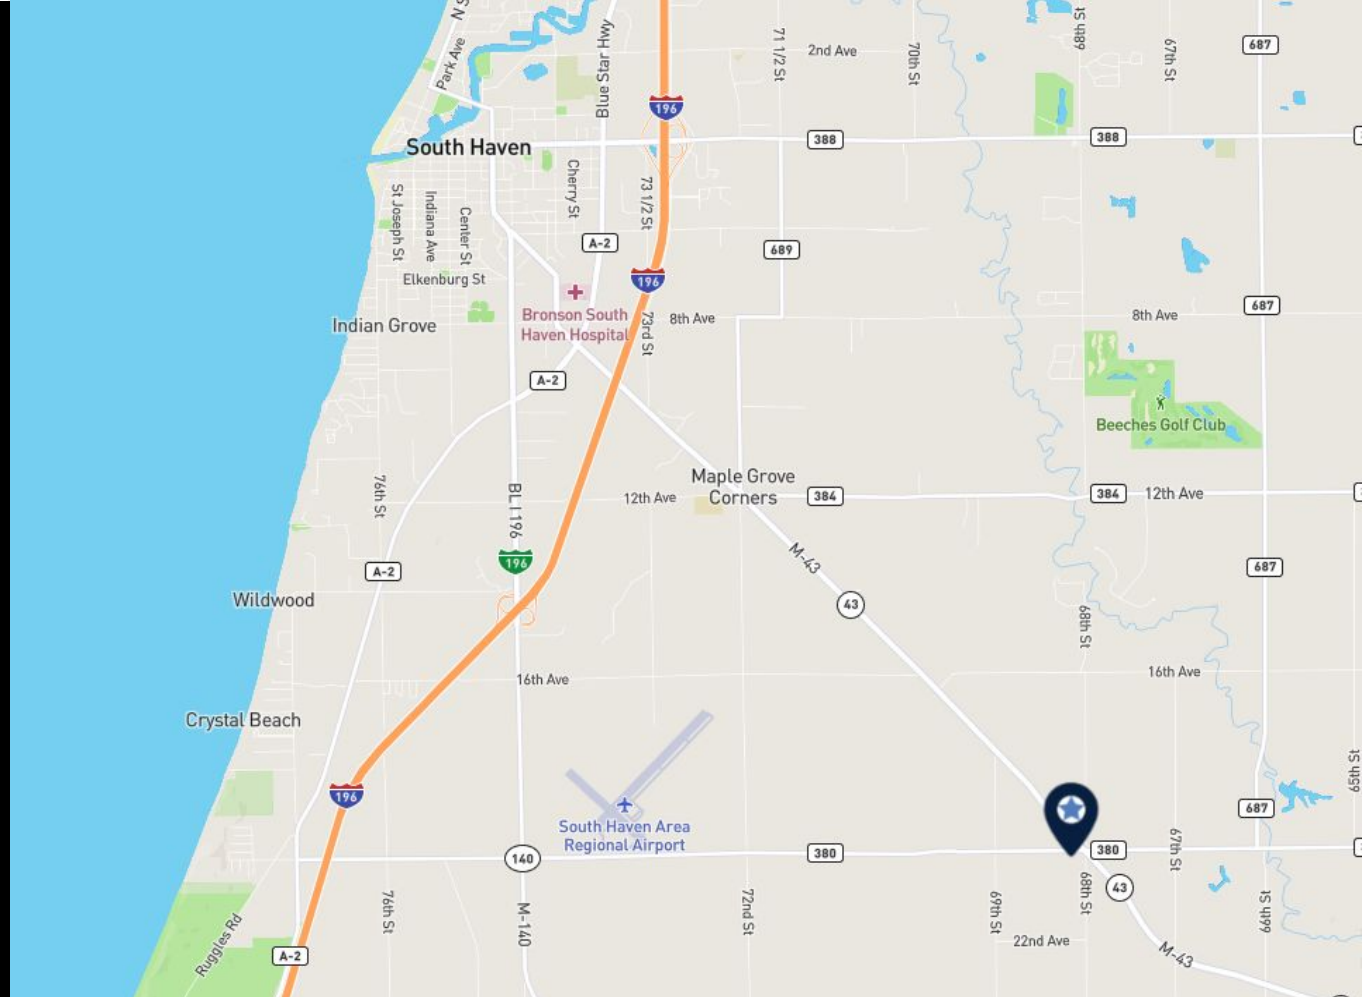 N S
Park Ave
Blue Star Hwy
71 1/2 St
2nd Ave
70th St
68th St
67th St
687
196
388
388
South Haven
Cherry St
73 1/2 St
St Joseph St
Indiana Ave
Center St
A-2
689
Elkenburg St
196
687
Bronson South
Haven Hospital
73rd St
8th Ave
8th Ave
Indian Grove
A-2
Beeches Golf Club
76th St
BL I 196
12th Ave
Maple Grove
Corners
384
384
12th Ave
M-43
196
A-2
687
Wildwood
43
68th St
16th Ave
16th Ave
Crystal Beach
65th St
196
South Haven Area
Regional Airport
687
140
380
380
67th St
76th St
M-140
72nd St
69th St
68th St
43
66th St
Ruggles Rd
A-2
22nd Ave
M-43